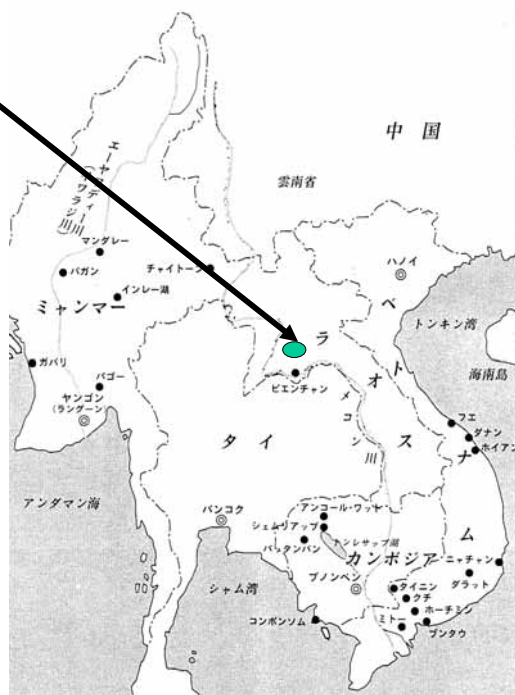 中国
雲南省
エーヤ
ディー川
マンダレー
パガン
チャイトーン
インレー湖
ミャンマー
ハノイ
ベトナム
トンキン湾
海南島
ラオス
ガバリ
バゴー
ヤンゴン
(ラングーン)
ビエンチャン
メコン川
タイ
フエ
ダナン
ホイアン
アンダマン海
バンコク
アンコール・ワット
シェムリアップ
トンレサップ湖
バッタンバン
カンボジア
ニャチャン
プノンペン
タイニン
ダラット
クチ
シャム湾
ホーチミン
コンポンソム
ミトー
ブンタウ